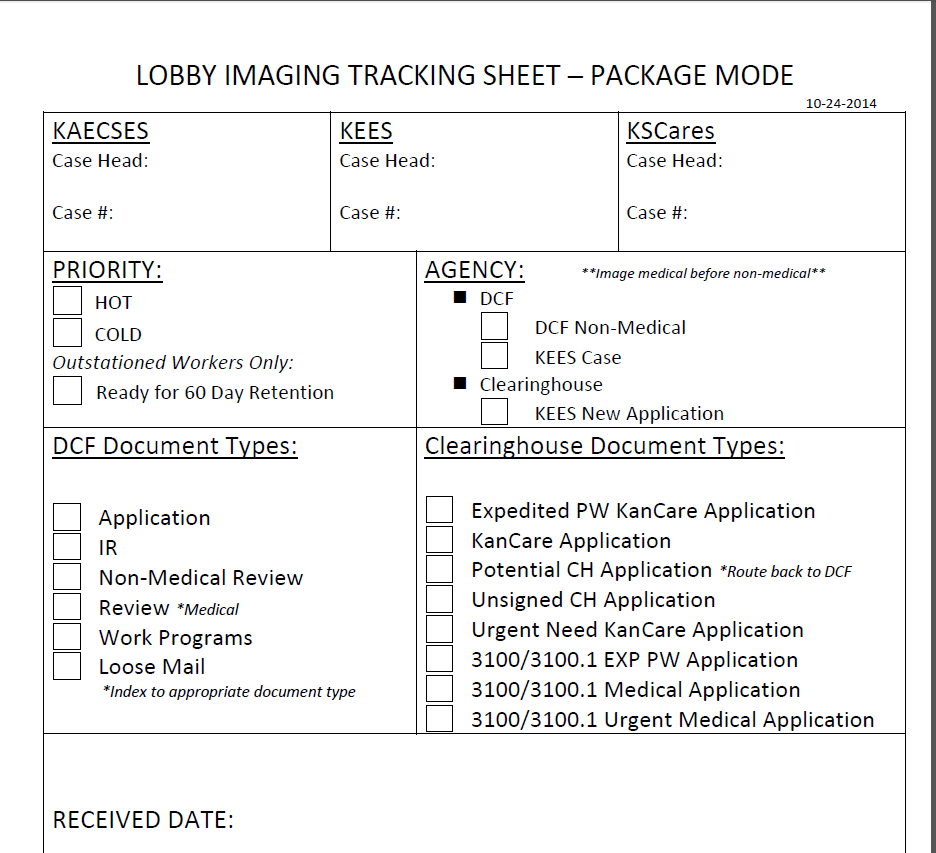 LOBBY IMAGING TRACKING SHEET – PACKAGE MODE
10-24-2014
KAECSES
Case Head:
Case #:
KEES
Case Head:
Case #:
KSCares
Case Head:
Case #:
PRIORITY:
HOT
COLD
Outstationed Workers Only:
Ready for 60 Day Retention
AGENCY: **Image medical before non-medical**
DCF
DCF Non-Medical
KEES Case
Clearinghouse
KEES New Application
DCF Document Types:
Application
IR
Non-Medical Review
Review *Medical
Work Programs
Loose Mail
*Index to appropriate document type
Clearinghouse Document Types:
Expedited PW KanCare Application
KanCare Application
Potential CH Application *Route back to DCF
Unsigned CH Application
Urgent Need KanCare Application
3100/3100.1 EXP PW Application
3100/3100.1 Medical Application
3100/3100.1 Urgent Medical Application
RECEIVED DATE: